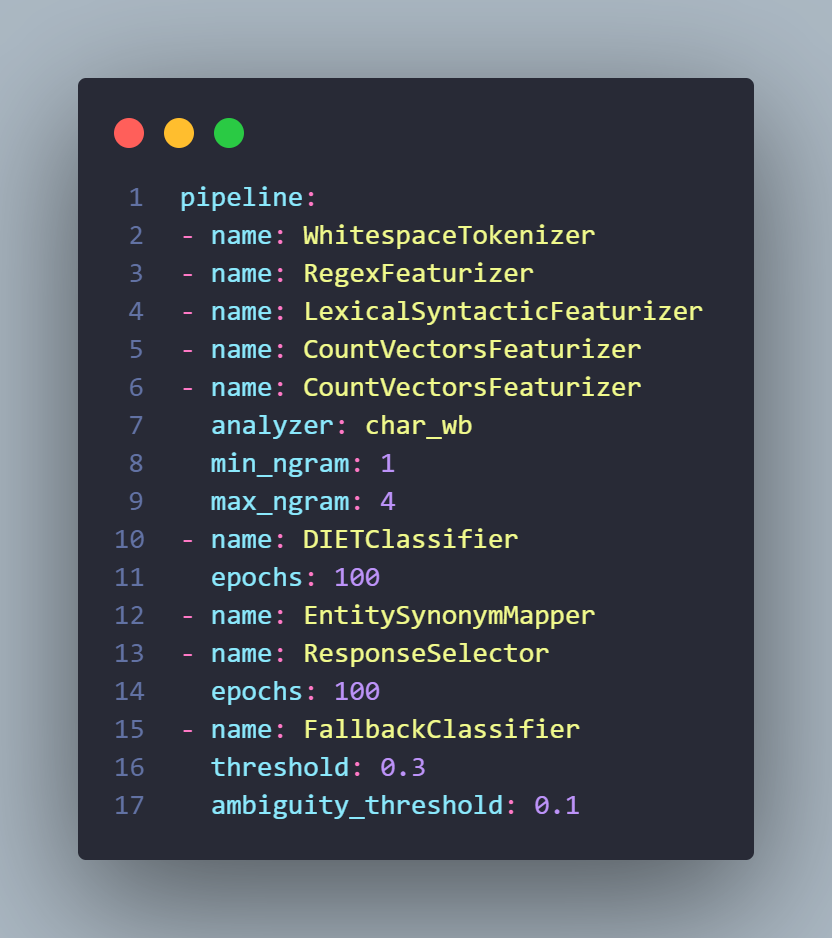 1 pipeline:
2 - name: WhitespaceTokenizer
3 - name: RegexFeaturizer
4 - name: LexicalSyntacticFeaturizer
5 - name: CountVectorsFeaturizer
6 - name: CountVectorsFeaturizer
7   analyzer: char_wb
8   min_ngram: 1
9   max_ngram: 4
10 - name: DIETClassifier
11   epochs: 100
12 - name: EntitySynonymMapper
13 - name: ResponseSelector
14   epochs: 100
15 - name: FallbackClassifier
16   threshold: 0.3
17   ambiguity_threshold: 0.1